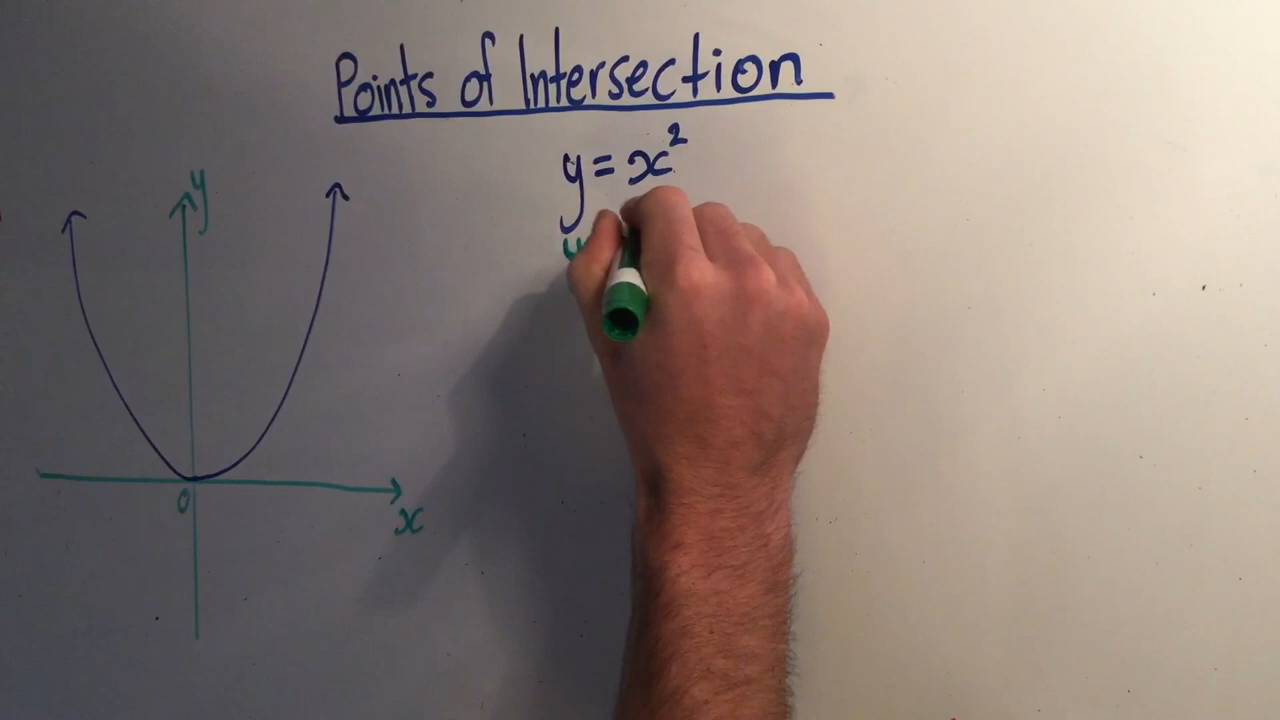 Points of Intersection
y = x²
y
y
0
x